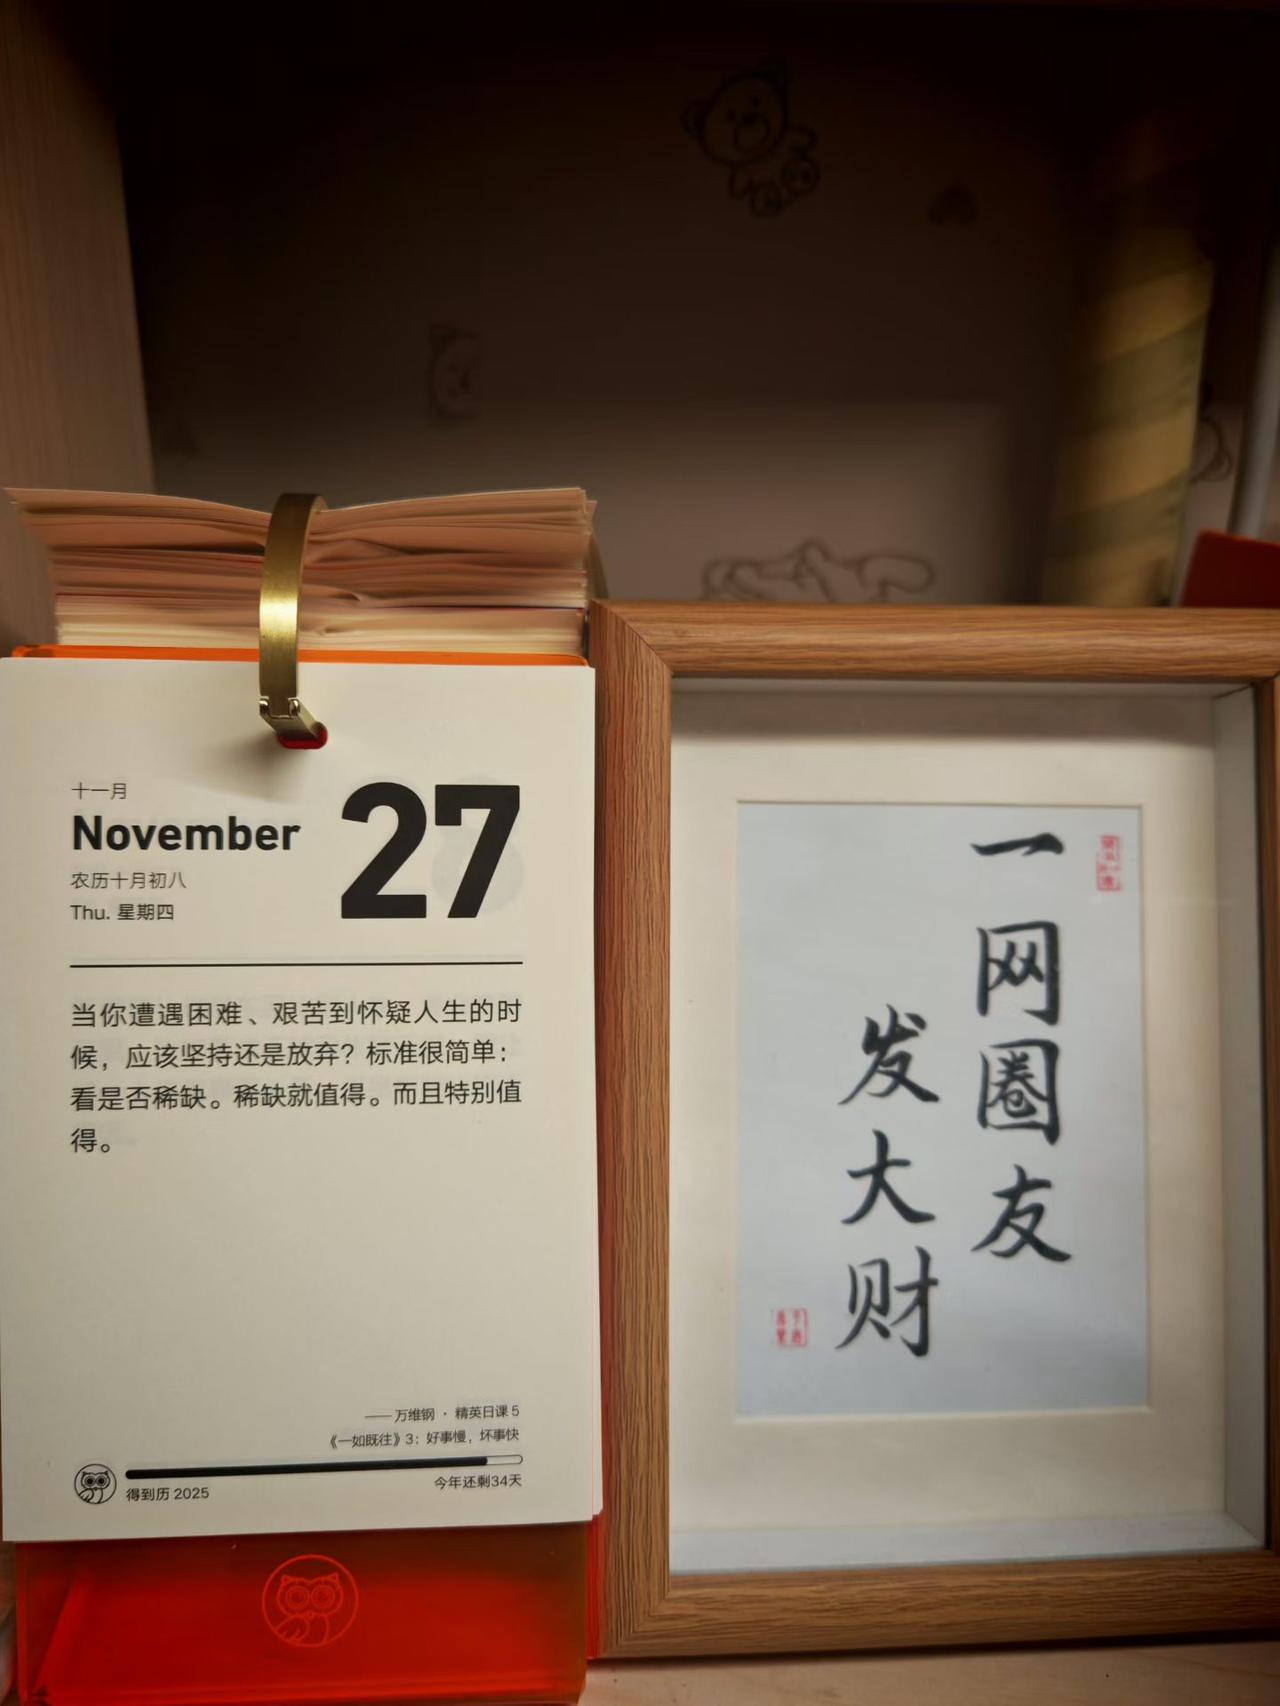 十一月
November
27
农历十月初八
Thu. 星期四
当你遭遇困难、艰苦到怀疑人生的时
候，应该坚持还是放弃？标准很简单：
看是否稀缺。稀缺就值得。而且特别值
得。
—— 万维钢 · 精英日课 5
《一如既往》3：好事慢，坏事快
得到历 2025
今年还剩34天
一网圈友
发大财